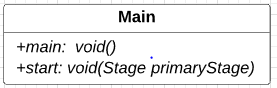 Main
+main:  void()
+start: void(Stage primaryStage)